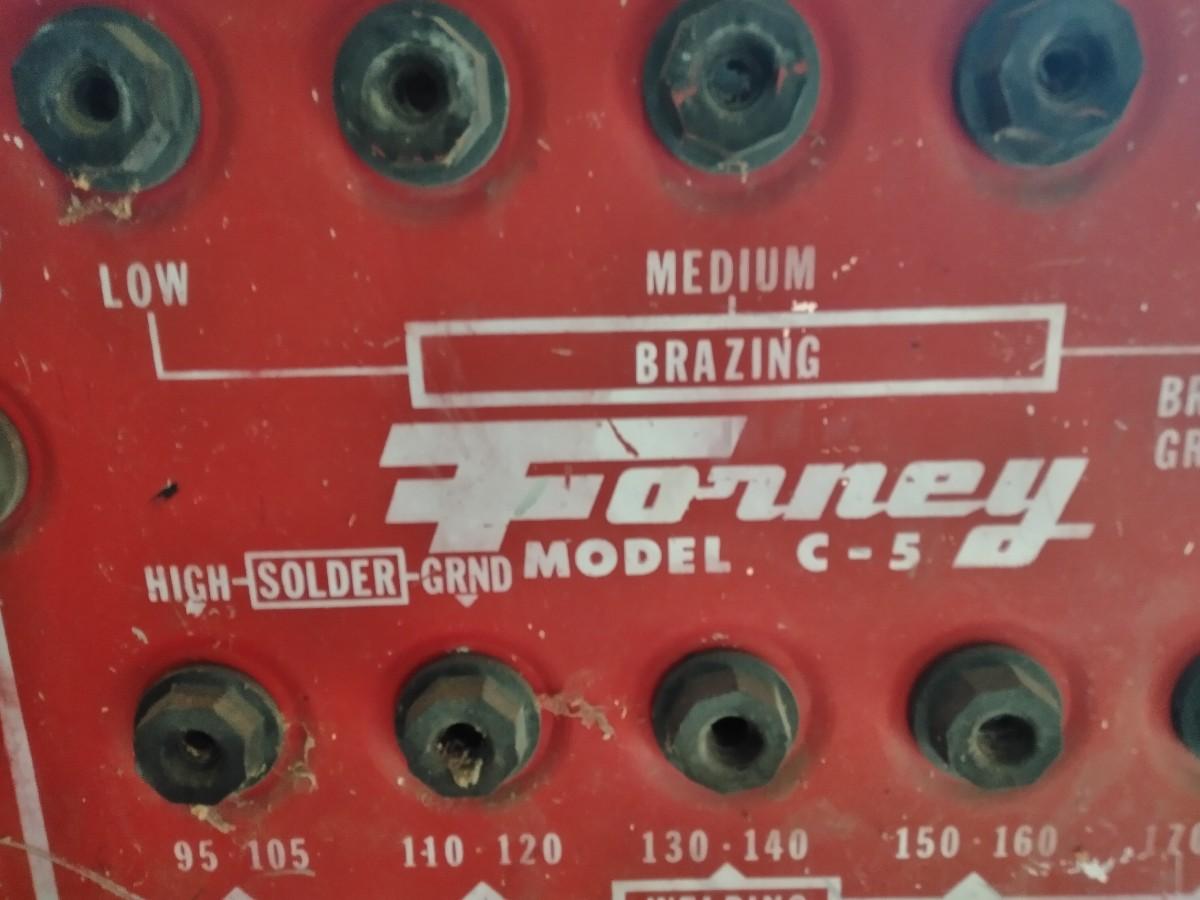 LOW
MEDIUM
BRAZING
Forney
MODEL C-5
HIGH SOLDER GRND
95 · 105
110 · 120
130 · 140
150 · 160